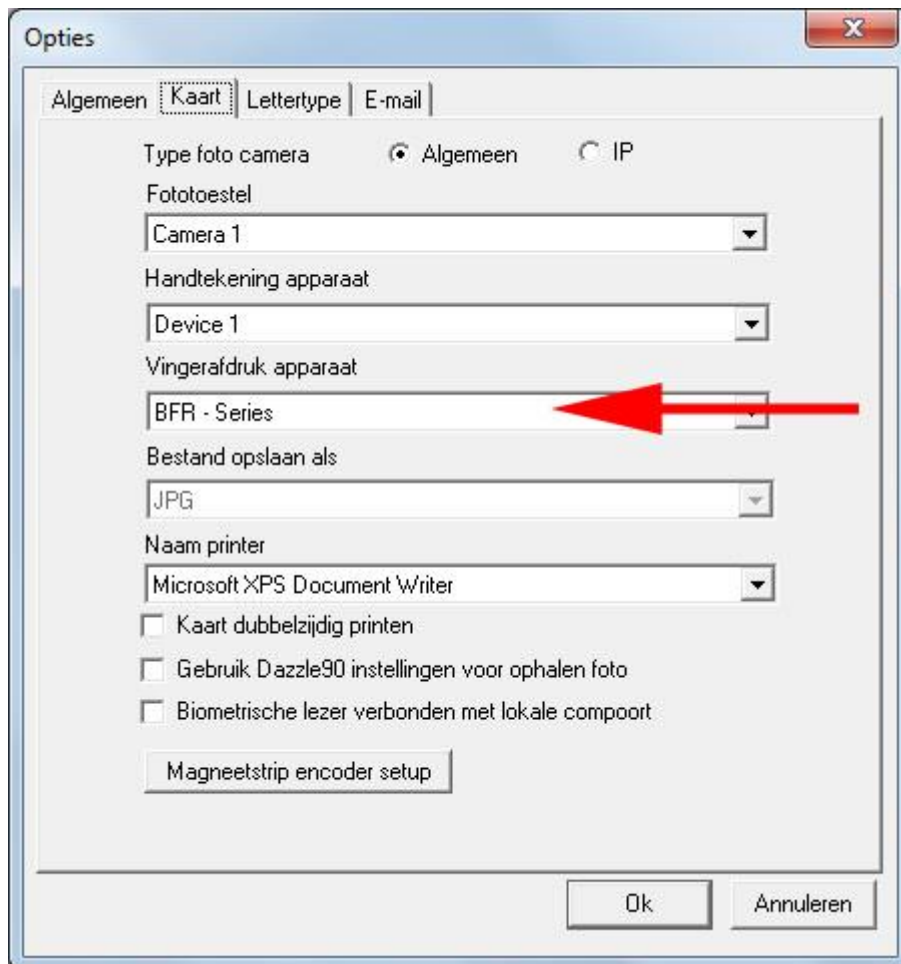 Opties
Algemeen Kaart Lettertype E-mail
Type foto camera Algemeen IP
Fototoestel
Camera 1
Handtekening apparaat
Device 1
Vingerafdruk apparaat
BFR - Series
Bestand opslaan als
JPG
Naam printer
Microsoft XPS Document Writer
Kaart dubbelzijdig printen
Gebruik Dazzle90 instellingen voor ophalen foto
Biometrische lezer verbonden met lokale compoort
Magneetstrip encoder setup
Ok Annuleren